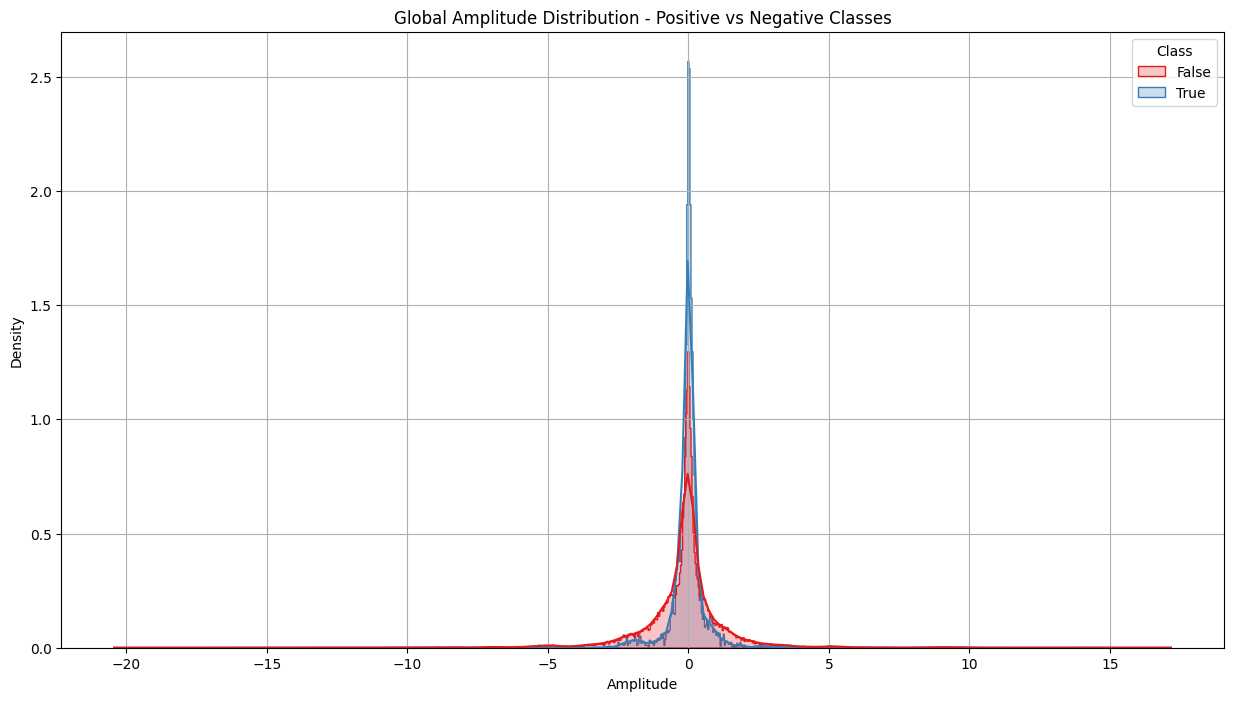 Global Amplitude Distribution - Positive vs Negative Classes
Class
False
True
2.5
2.0
1.5
1.0
0.5
0.0
Density
−20
−15
−10
−5
0
5
10
15
Amplitude